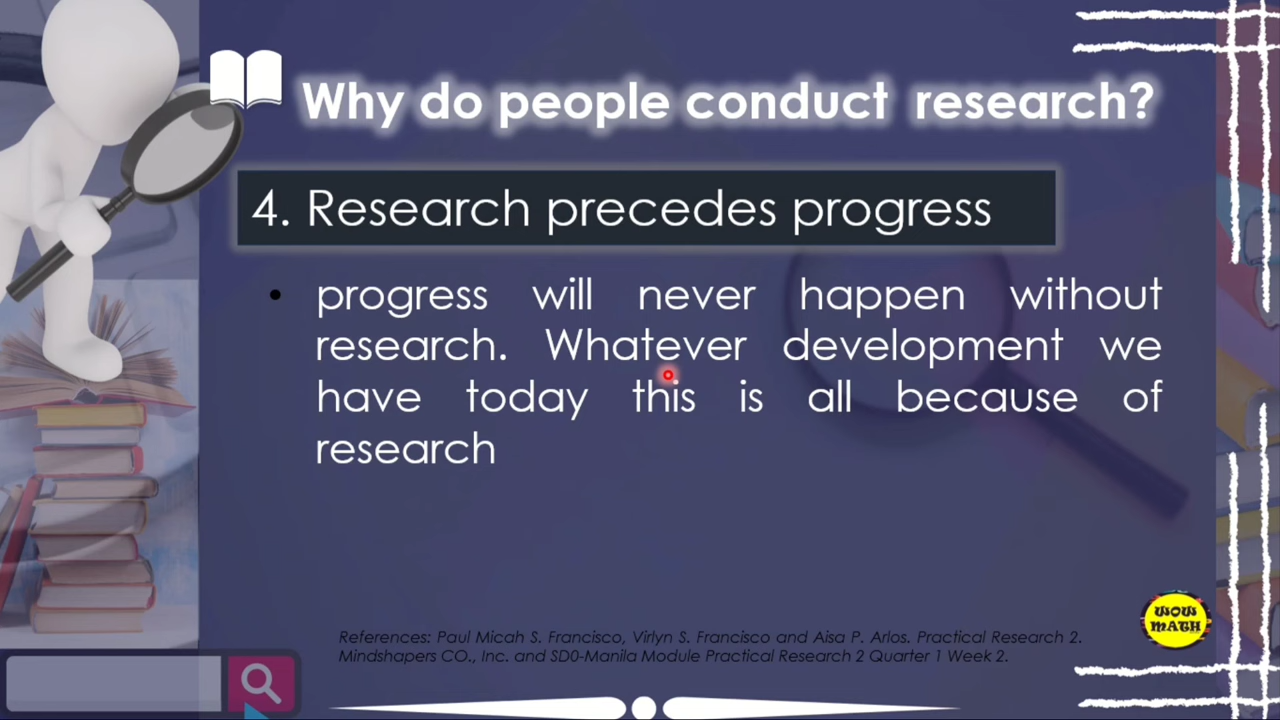 Why do people conduct research?
4. Research precedes progress
• progress will never happen without
research. Whatever development we
have today this is all because of
research
References: Paul Micah S. Francisco, Virlyn S. Francisco and Aisa P. Arlos. Practical Research 2.
Mindshapers CO., Inc. and SD0-Manila Module Practical Research 2 Quarter 1 Week 2.
WOW
MATH